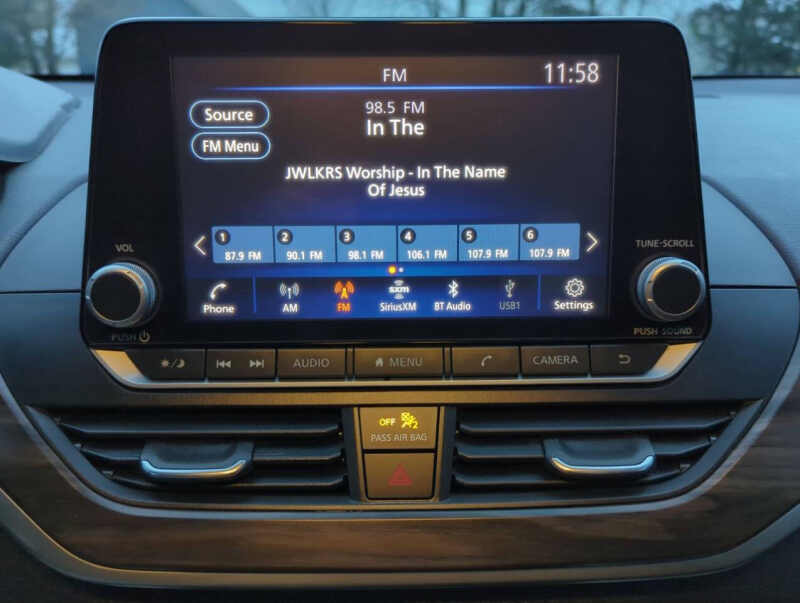 FM
11:58
Source
98.5 FM
In The
FM Menu
JWLKRS Worship - In The Name
Of Jesus
1 2 3 4 5 6
87.9 FM 90.1 FM 98.1 FM 106.1 FM 107.9 FM 107.9 FM
VOL
TUNE•SCROLL
sxm
Phone AM FM SiriusXM BT Audio USB1 Settings
PUSH
PUSH SOUND
AUDIO MENU CAMERA
OFF 2
PASS AIR BAG